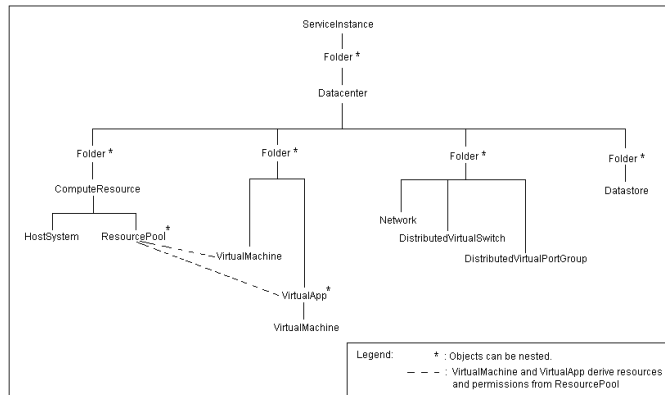 ServiceInstance
Folder *
Datacenter
Folder *
Folder *
Folder *
Folder *
ComputeResource
Datastore
HostSystem
ResourcePool *
Network
DistributedVirtualSwitch
VirtualMachine
DistributedVirtualPortGroup
VirtualApp *
VirtualMachine
Legend:
* : Objects can be nested.
– – – : VirtualMachine and VirtualApp derive resources
and permissions from ResourcePool